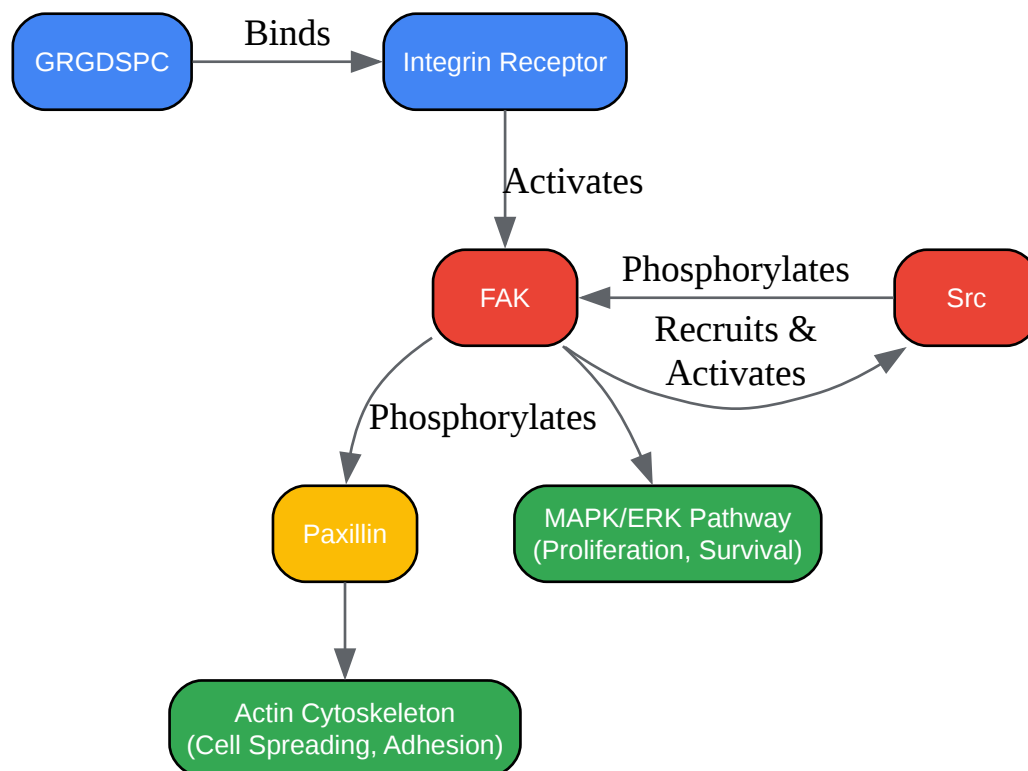 GRGDSPC
Binds
Integrin Receptor
Activates
FAK
Phosphorylates
Src
Recruits &
Activates
Phosphorylates
Paxillin
MAPK/ERK Pathway
(Proliferation, Survival)
Actin Cytoskeleton
(Cell Spreading, Adhesion)